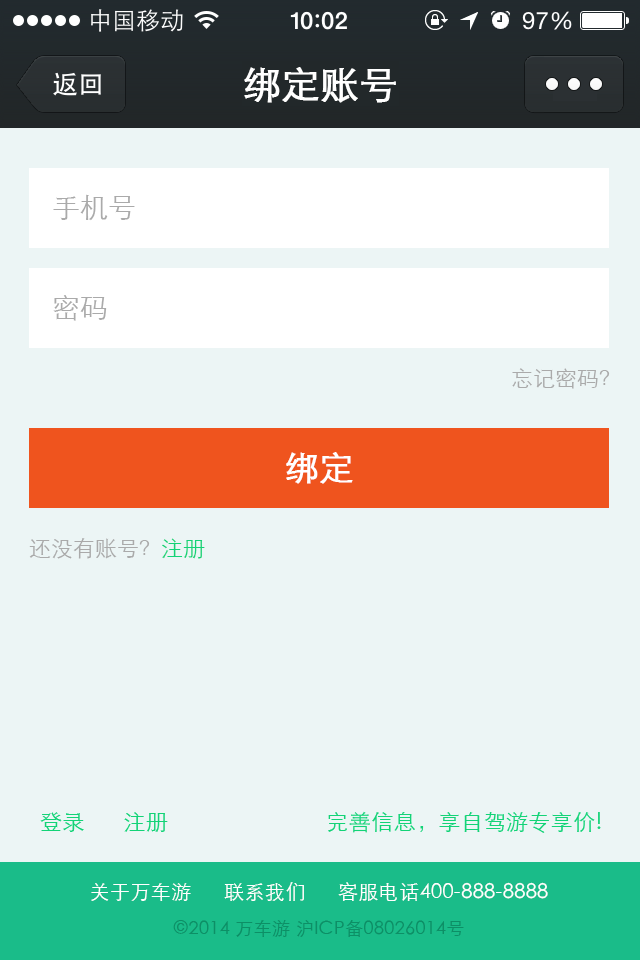 中国移动 10:02 97%
返回 绑定账号
手机号
密码
忘记密码?
绑定
还没有账号? 注册
登录 注册 完善信息，享自驾游专享价!
关于万车游 联系我们 客服电话400-888-8888
©2014 万车游 沪ICP备08026014号